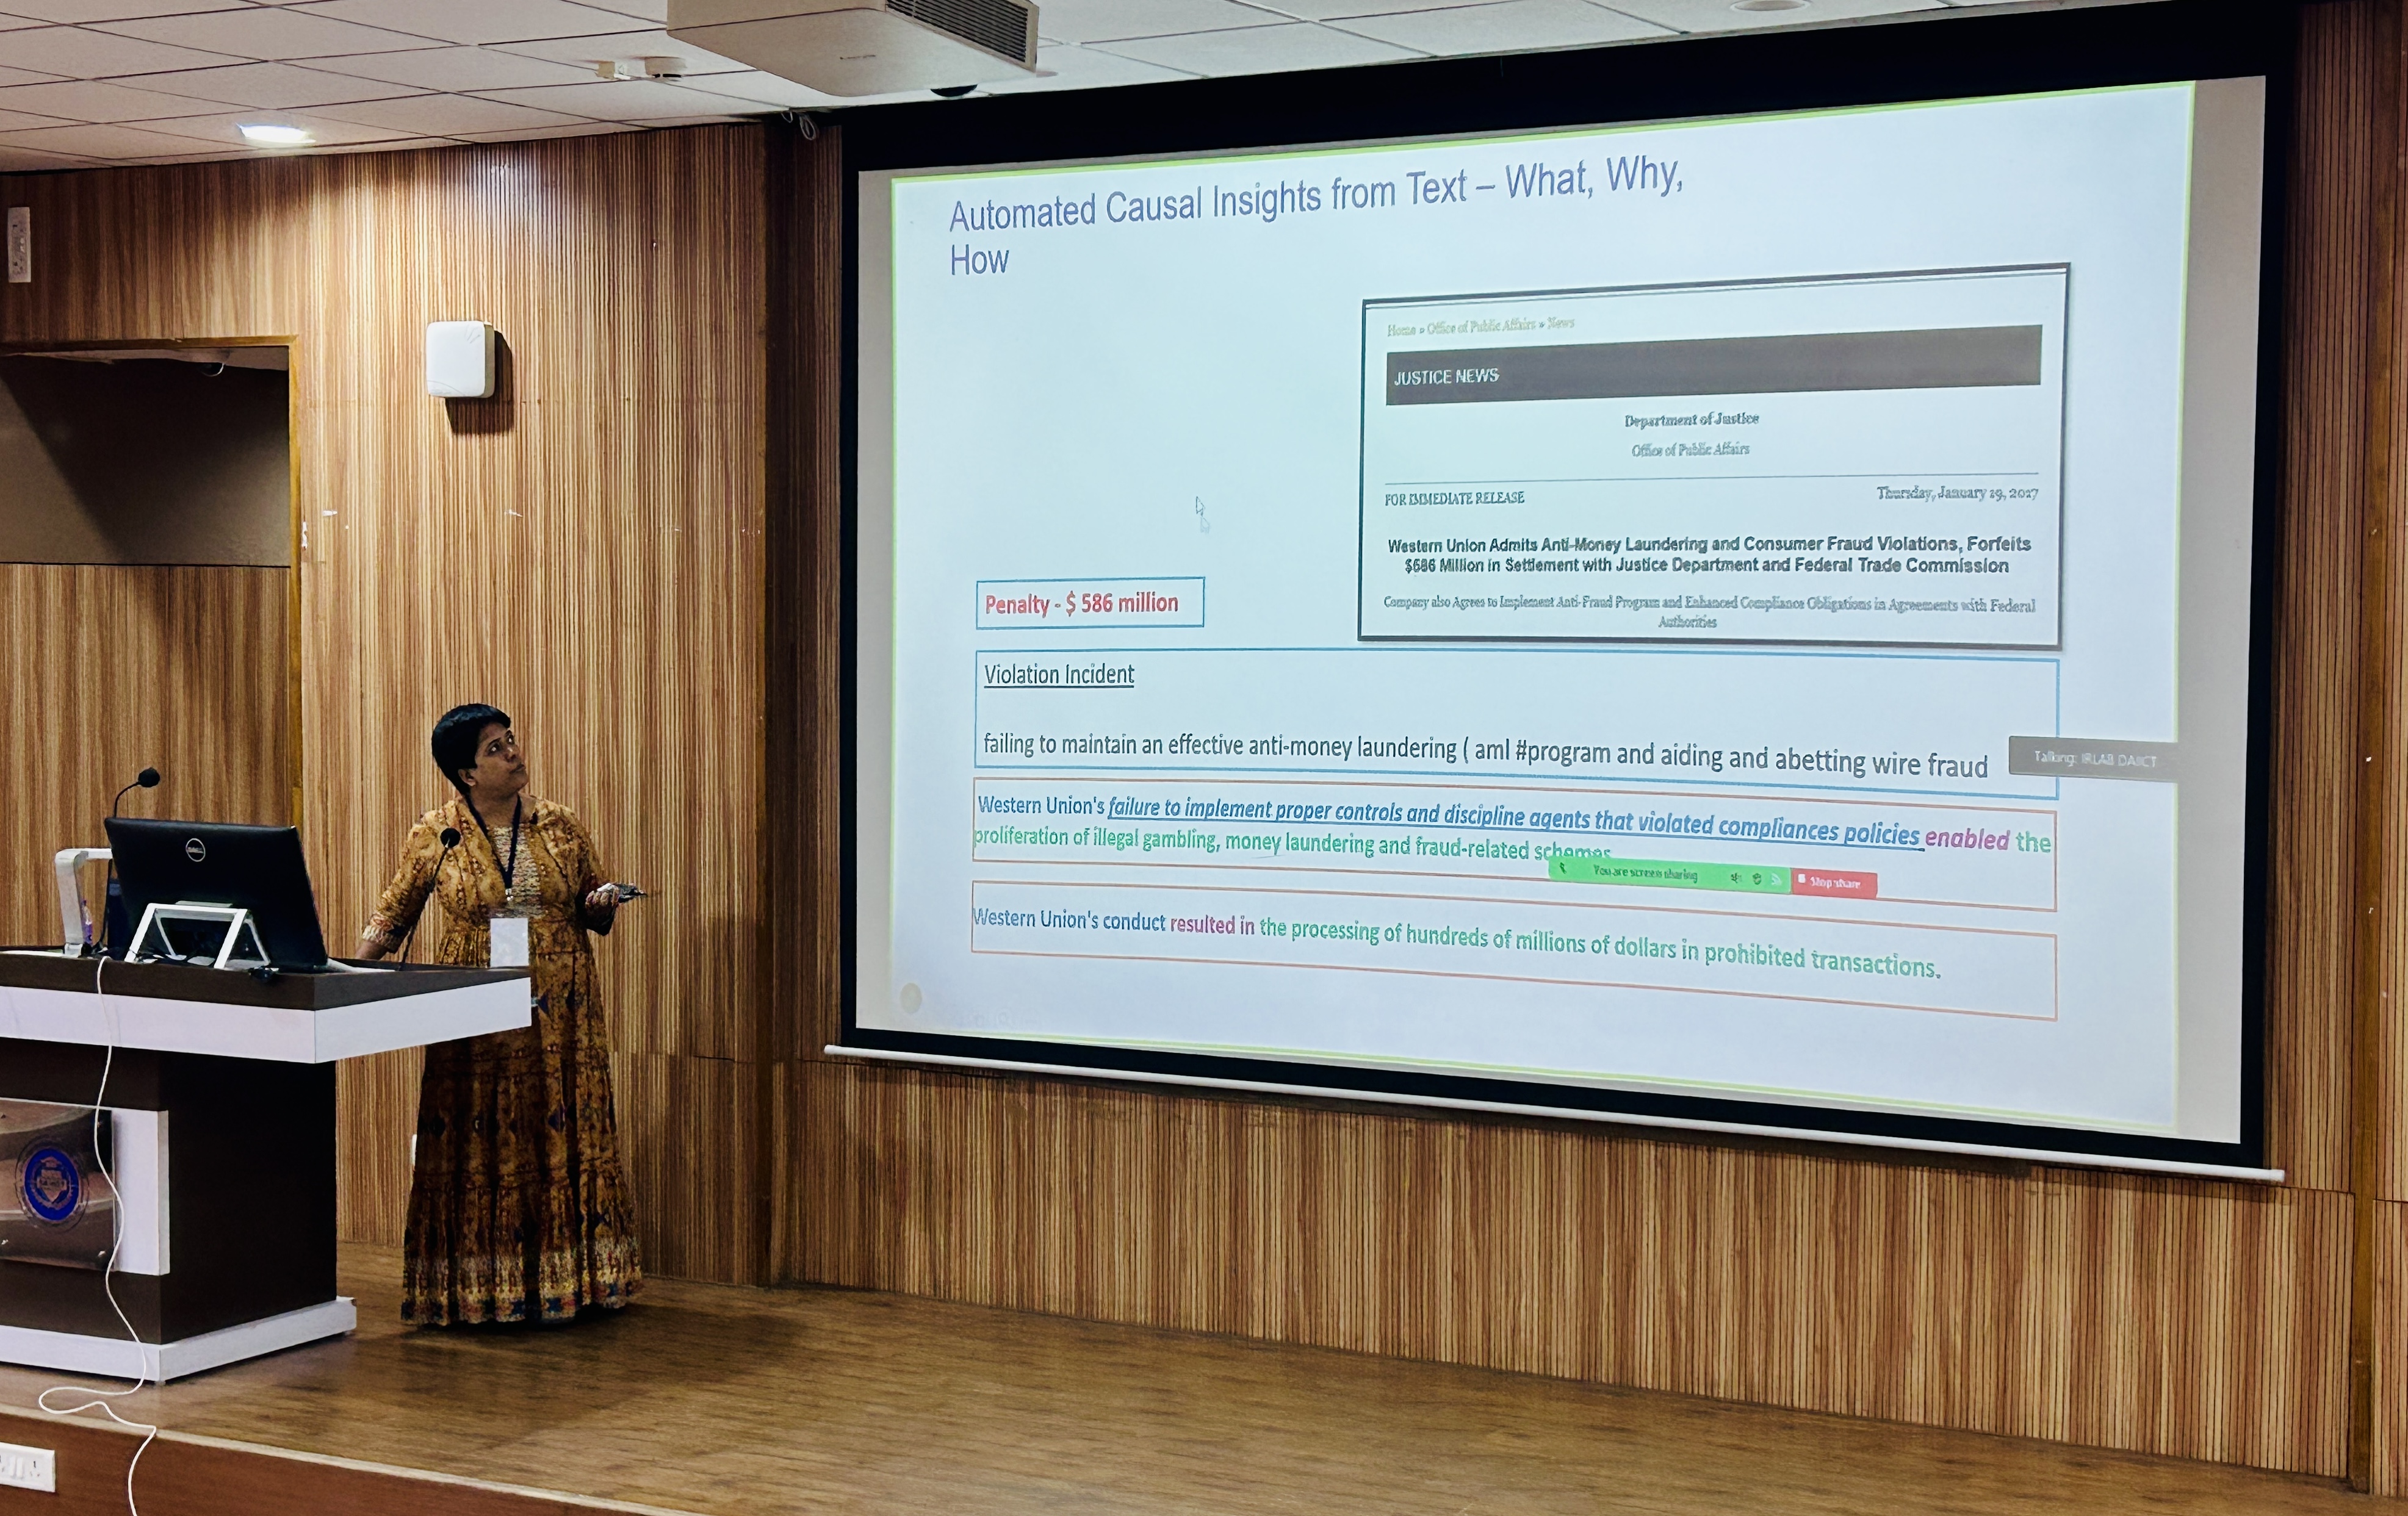 Automated Causal Insights from Text – What, Why,
How
Home » Office of Public Affairs » News
JUSTICE NEWS
Department of Justice
Office of Public Affairs
FOR IMMEDIATE RELEASE
Thursday, January 19, 2017
Western Union Admits Anti-Money Laundering and Consumer Fraud Violations, Forfeits
$586 Million in Settlement with Justice Department and Federal Trade Commission
Company also Agrees to Implement Anti-Fraud Program and Enhanced Compliance Obligations in Agreements with Federal
Authorities
Penalty - $ 586 million
Violation Incident
failing to maintain an effective anti-money laundering ( aml #program and aiding and abetting wire fraud
Talking: IRLAB DAIICT
Western Union's failure to implement proper controls and discipline agents that violated compliances policies enabled the
proliferation of illegal gambling, money laundering and fraud-related schemes
You are screen sharing
Stop share
Western Union's conduct resulted in the processing of hundreds of millions of dollars in prohibited transactions.
DELL